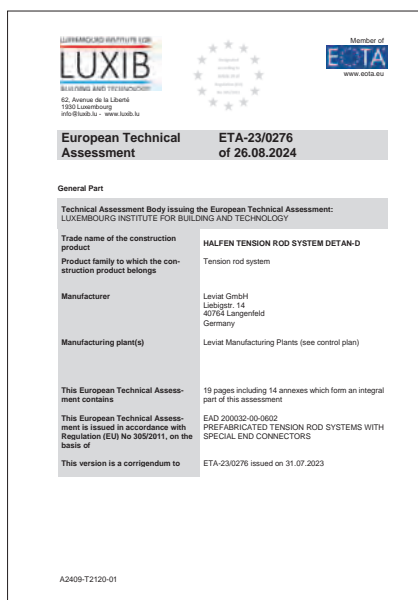 LUXEMBOURG INSTITUTE FOR
LUXIB
BUILDING AND TECHNOLOGY
62, Avenue de la Liberté
1930 Luxembourg
info@luxib.lu - www.luxib.lu
Member of
EOTA
www.eota.eu
European Technical Assessment
ETA-23/0276 of 26.08.2024
General Part
Technical Assessment Body issuing the European Technical Assessment:
LUXEMBOURG INSTITUTE FOR BUILDING AND TECHNOLOGY
Trade name of the construction
product
HALFEN TENSION ROD SYSTEM DETAN-D
Product family to which the con-
struction product belongs
Tension rod system
Manufacturer
Leviat GmbH
Liebigstr. 14
40764 Langenfeld
Germany
Manufacturing plant(s)
Leviat Manufacturing Plants (see control plan)
This European Technical Assess-
ment contains
19 pages including 14 annexes which form an integral
part of this assessment
This European Technical Assess-
ment is issued in accordance with
Regulation (EU) No 305/2011, on the
basis of
EAD 200032-00-0602
PREFABRICATED TENSION ROD SYSTEMS WITH
SPECIAL END CONNECTORS
This version is a corrigendum to
ETA-23/0276 issued on 31.07.2023
A2409-T2120-01